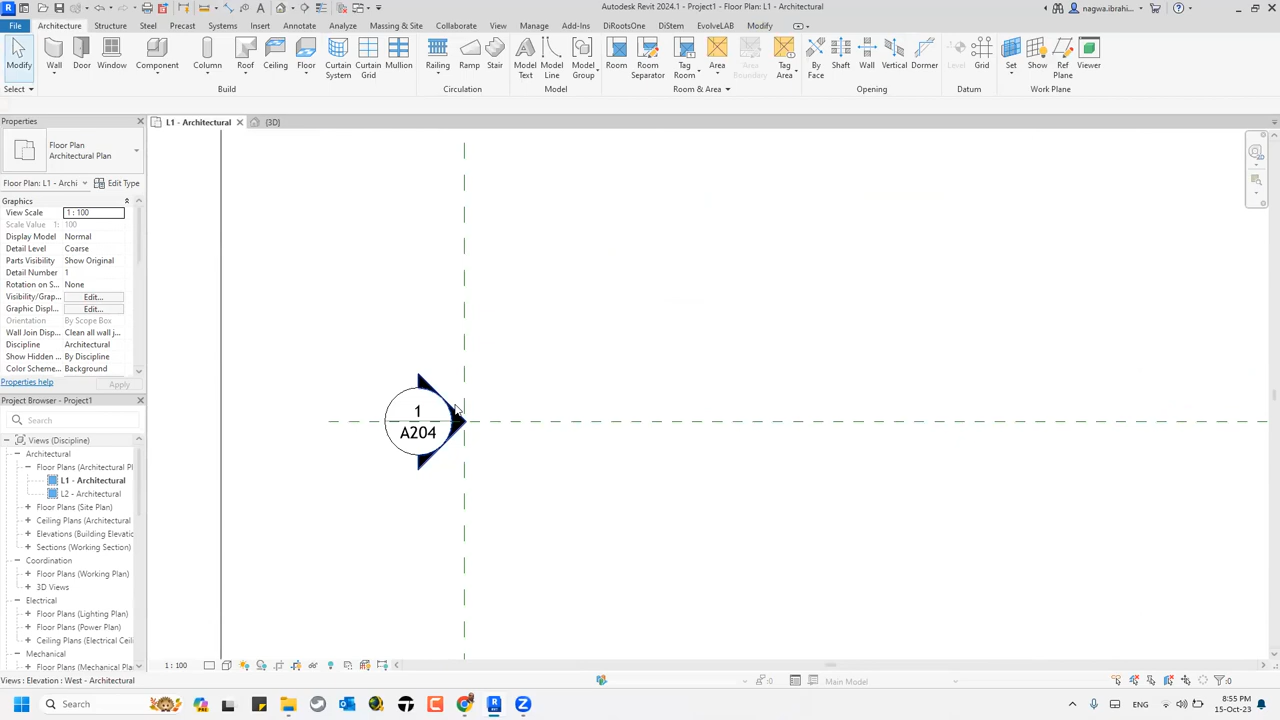 Autodesk Revit 2024.1 - Project1 - Floor Plan: L1 - Architectural
nagwa.ibrahi...
File Architecture Structure Steel Precast Systems Insert Annotate Analyze Massing & Site Collaborate View Manage Add-Ins DiRootsOne DiStem EvolveLAB Modify
Modify Wall Door Window Component Column Roof Ceiling Floor Curtain System Curtain Grid Mullion Railing Ramp Stair Model Text Model Line Model Group Room Room Separator Tag Room Area Area Boundary Tag Area By Face Shaft Wall Vertical Dormer Level Grid Set Show Ref Plane Viewer
Select Build Circulation Model Room & Area Opening Datum Work Plane
Properties
L1 - Architectural
{3D}
Floor Plan
Architectural Plan
Floor Plan: L1 - Archi
Edit Type
Graphics
View Scale 1 : 100
Scale Value 1: 100
Display Model Normal
Detail Level Coarse
Parts Visibility Show Original
Detail Number 1
Rotation on S... None
Visibility/Grap... Edit...
Graphic Displ... Edit...
Orientation By Scope Box
Wall Join Disp... Clean all wall j...
Discipline Architectural
Show Hidden ... By Discipline
Color Scheme... Background
Properties help Apply
Project Browser - Project1
Search
Views (Discipline)
Architectural
Floor Plans (Architectural Pl
L1 - Architectural
L2 - Architectural
Floor Plans (Site Plan)
Ceiling Plans (Architectural
Elevations (Building Elevatio
Sections (Working Section)
Coordination
Floor Plans (Working Plan)
3D Views
Electrical
Floor Plans (Lighting Plan)
Floor Plans (Power Plan)
Ceiling Plans (Electrical Ceil
Mechanical
Floor Plans (Mechanical Pla
1
A204
1 : 100
Views : Elevation : West - Architectural
:0
Main Model
:0
Search
ENG
5:55 PM
15-Oct-23